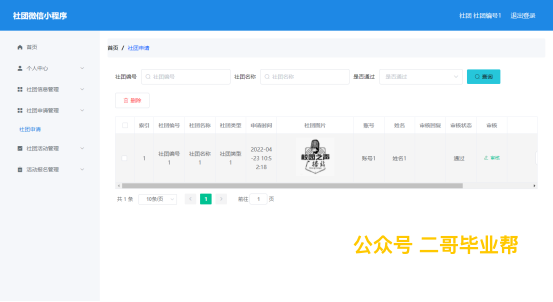 社团微信小程序
社团 社团编号1 退出登录
首页
个人中心
社团信息管理
社团申请管理
社团申请
社团活动管理
活动报名管理
首页 / 社团申请
社团编号 社团编号 社团名称 社团名称 是否通过 是否通过 查询
删除
索引 社团编号 社团名称 社团类型 申请时间 社团图片 账号 姓名 审核回复 审核状态 审核
1 社团编号1 社团名称1 社团类型1 2022-04-23 10:52:18 校园之声 账号1 姓名1 通过 审核
共 1 条 10条/页 1 前往 1 页
公众号 二哥毕业帮